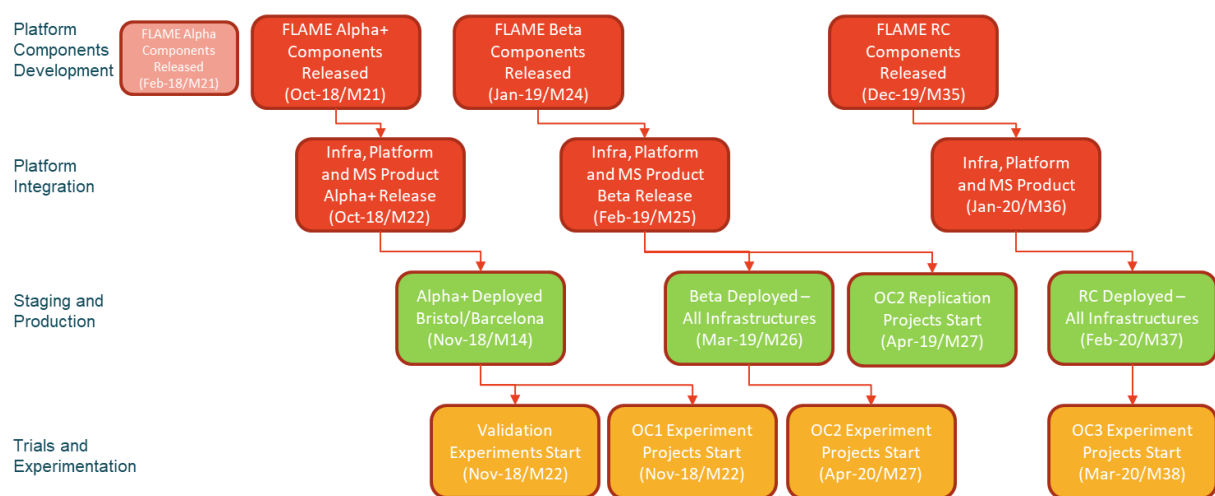 Platform
Components
Development
FLAME Alpha
Components
Released
(Feb-18/M21)
FLAME Alpha+
Components
Released
(Oct-18/M21)
FLAME Beta
Components
Released
(Jan-19/M24)
FLAME RC
Components
Released
(Dec-19/M35)
Platform
Integration
Infra, Platform
and MS Product
Alpha+ Release
(Oct-18/M22)
Infra, Platform
and MS Product
Beta Release
(Feb-19/M25)
Infra, Platform
and MS Product
(Jan-20/M36)
Staging and
Production
Alpha+ Deployed
Bristol/Barcelona
(Nov-18/M14)
Beta Deployed –
All Infrastructures
(Mar-19/M26)
OC2 Replication
Projects Start
(Apr-19/M27)
RC Deployed –
All Infrastructures
(Feb-20/M37)
Trials and
Experimentation
Validation
Experiments Start
(Nov-18/M22)
OC1 Experiment
Projects Start
(Nov-18/M22)
OC2 Experiment
Projects Start
(Apr-20/M27)
OC3 Experiment
Projects Start
(Mar-20/M38)